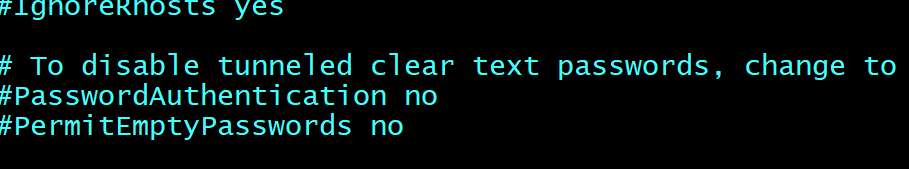 #IgnoreRhosts yes
# To disable tunneled clear text passwords, change to
#PasswordAuthentication no
#PermitEmptyPasswords no